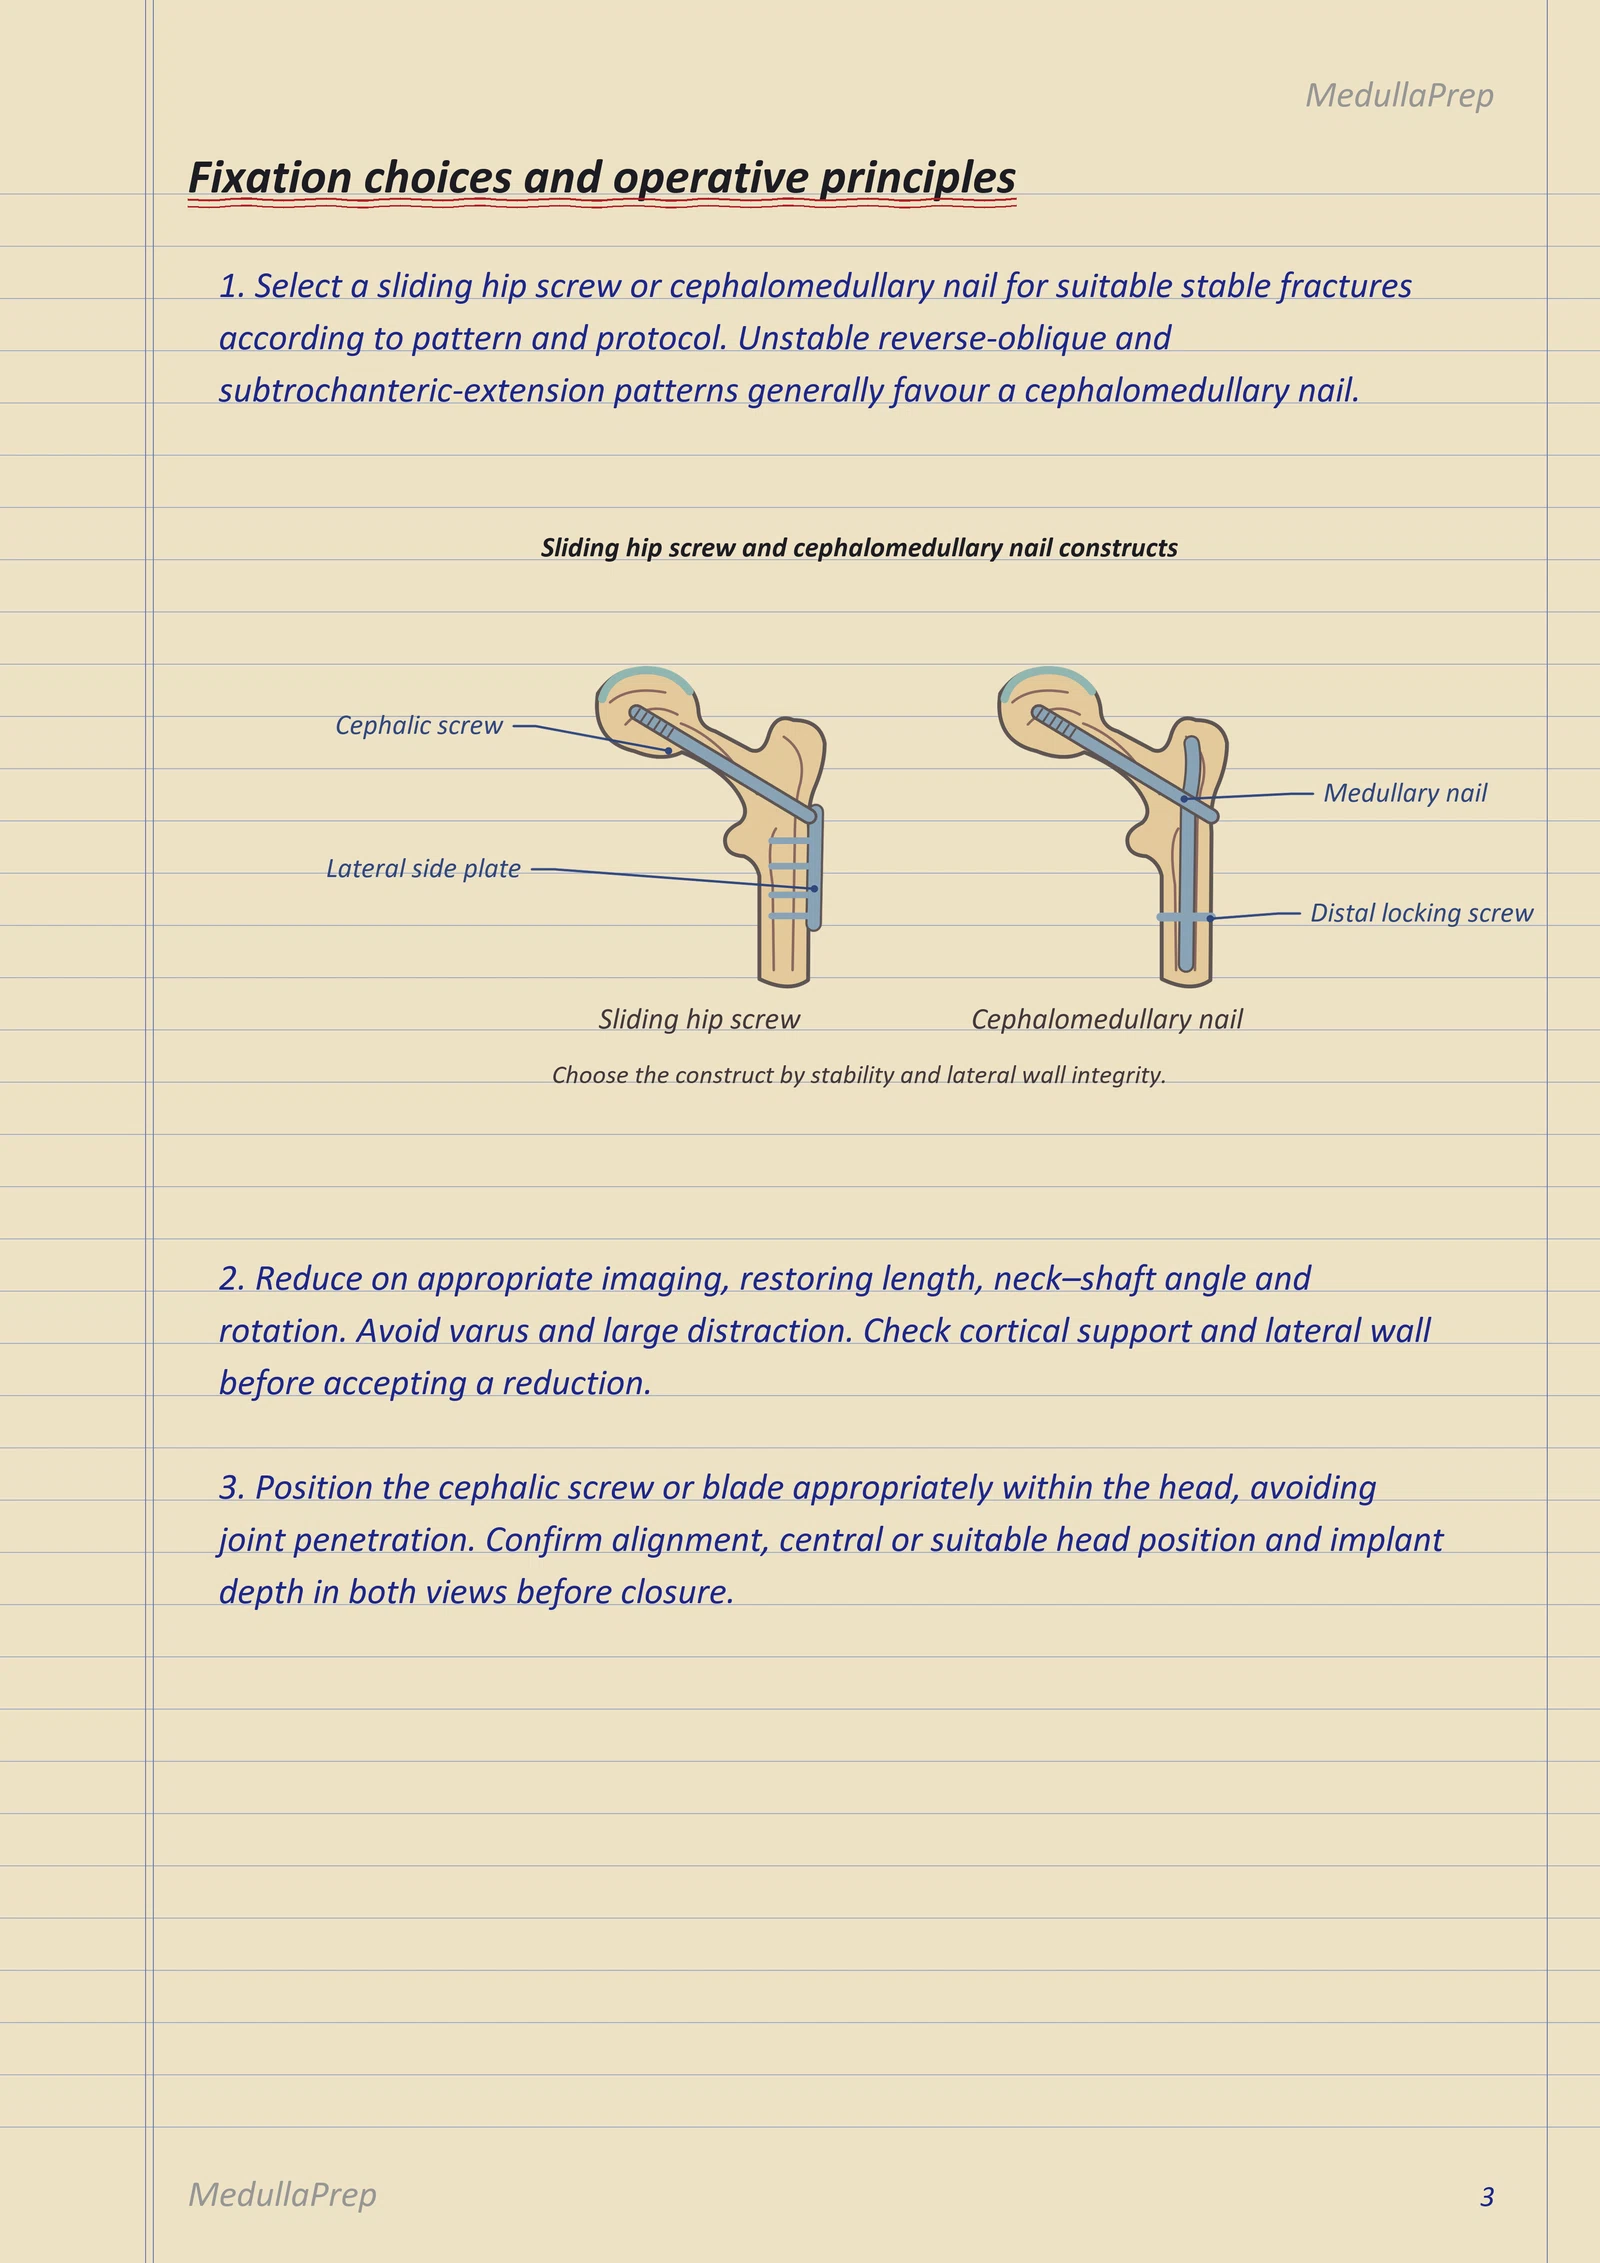 MedullaPrep
Fixation choices and operative principles
1. Select a sliding hip screw or cephalomedullary nail for suitable stable fractures
according to pattern and protocol. Unstable reverse-oblique and
subtrochanteric-extension patterns generally favour a cephalomedullary nail.
Sliding hip screw and cephalomedullary nail constructs
Cephalic screw
Medullary nail
Lateral side plate
Distal locking screw
Sliding hip screw
Cephalomedullary nail
Choose the construct by stability and lateral wall integrity.
2. Reduce on appropriate imaging, restoring length, neck–shaft angle and
rotation. Avoid varus and large distraction. Check cortical support and lateral wall
before accepting a reduction.
3. Position the cephalic screw or blade appropriately within the head, avoiding
joint penetration. Confirm alignment, central or suitable head position and implant
depth in both views before closure.
MedullaPrep
3